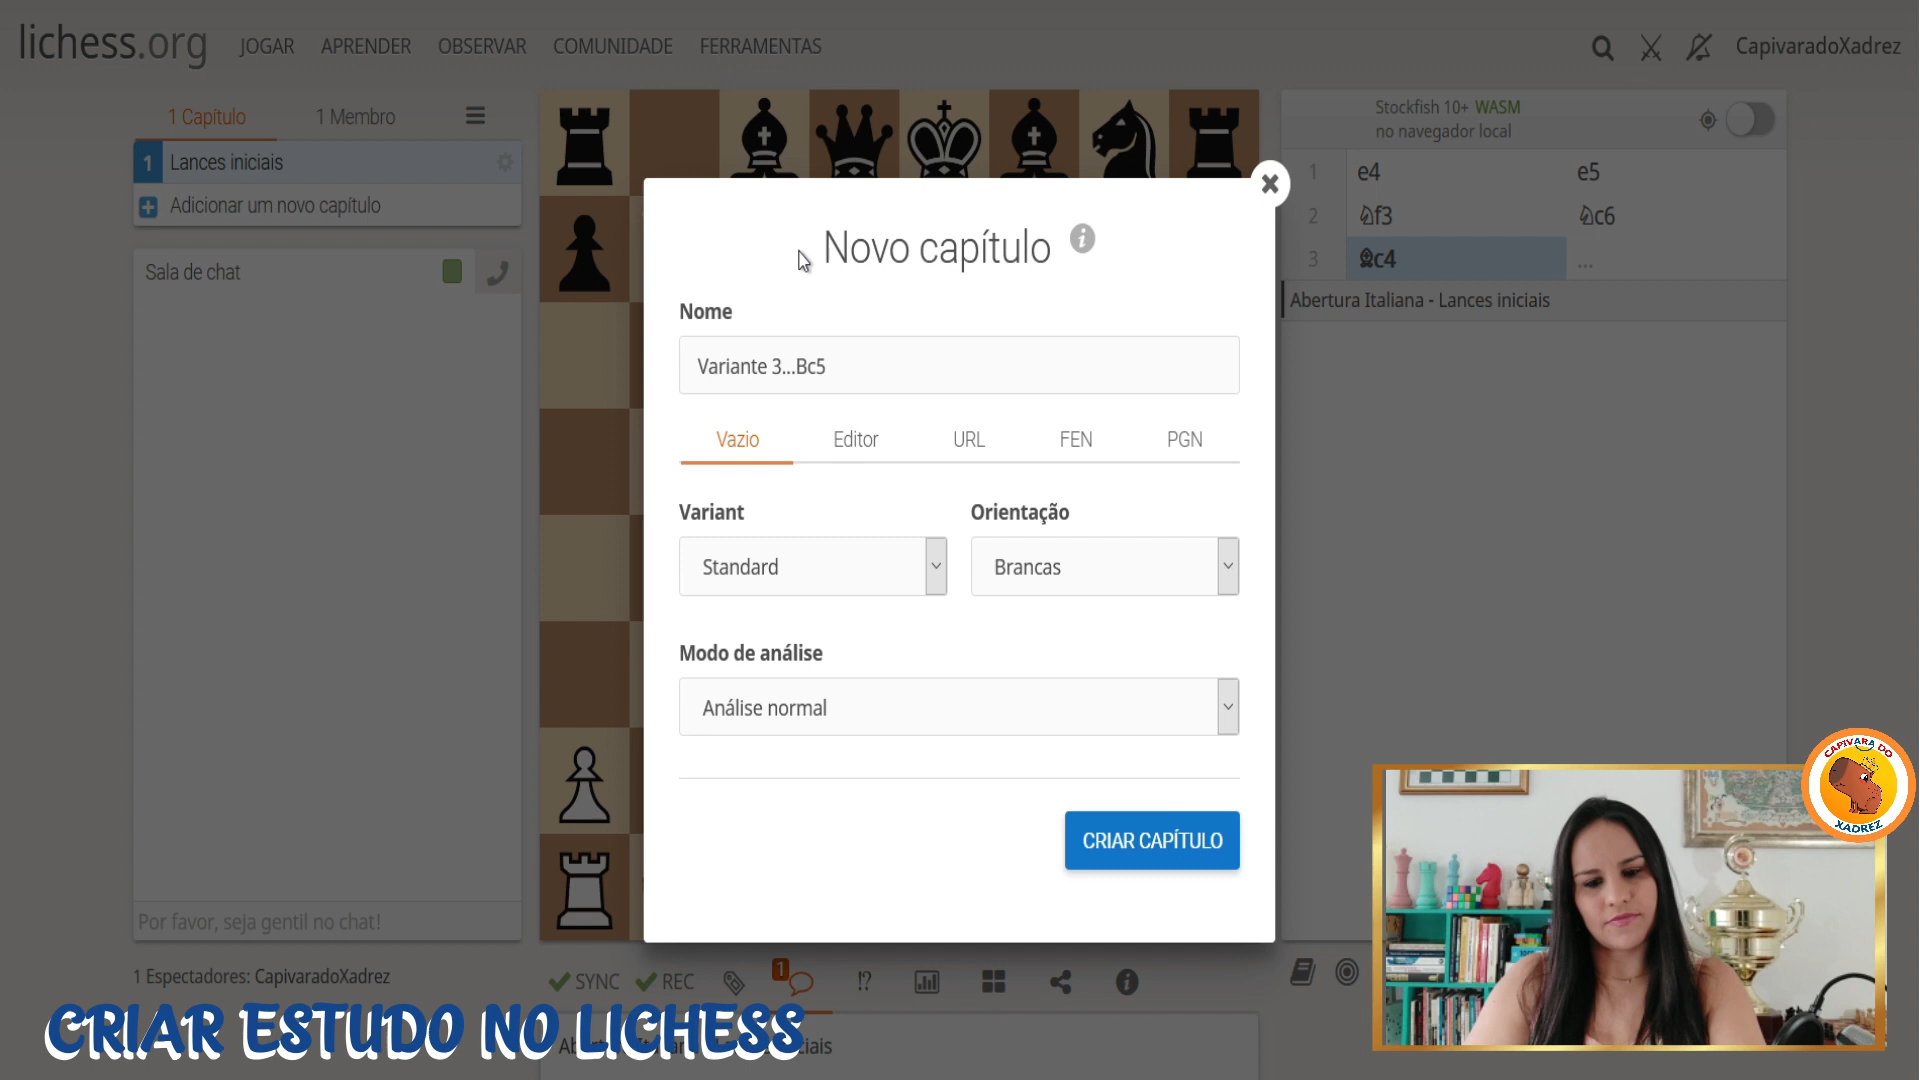 lichess.org JOGAR APRENDER OBSERVAR COMUNIDADE FERRAMENTAS CapivaradoXadrez
1 Capítulo 1 Membro
1 Lances iniciais
Adicionar um novo capítulo
Sala de chat
Por favor, seja gentil no chat!
1 Espectadores: CapivaradoXadrez
Novo capítulo
Nome
Variante 3...Bc5
Vazio Editor URL FEN PGN
Variant Orientação
Standard Brancas
Modo de análise
Análise normal
CRIAR CAPÍTULO
Stockfish 10+ WASM
no navegador local
1 e4 e5
2 ♘f3 ♘c6
3 ♗c4 ...
Abertura Italiana - Lances iniciais
SYNC REC 1 !?
CRIAR ESTUDO NO LICHESS
CAPIVARA DO
XADREZ